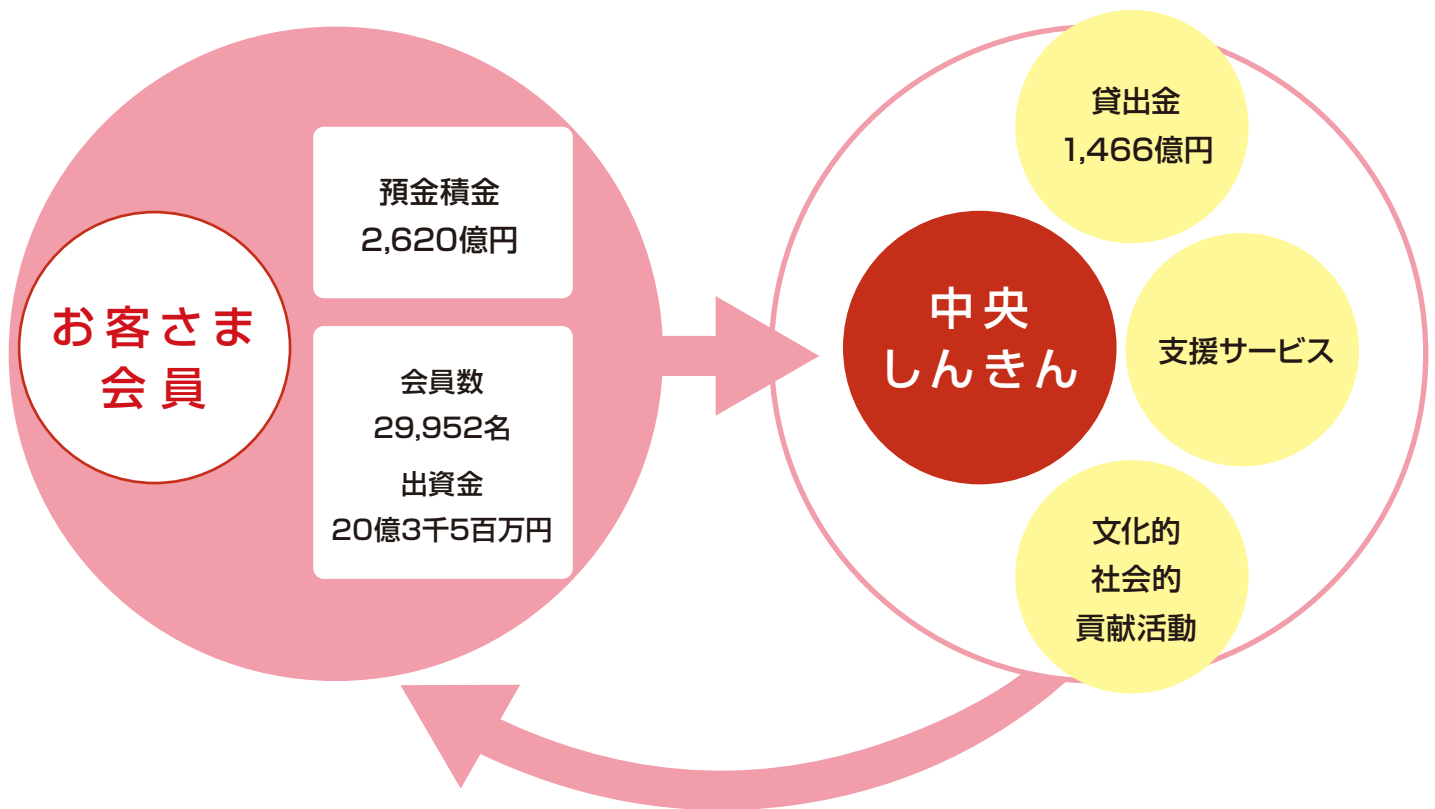 お客さま
会員
預金積金
2,620億円
会員数
29,952名
出資金
20億3千5百万円
中央
しんきん
貸出金
1,466億円
支援サービス
文化的
社会的
貢献活動